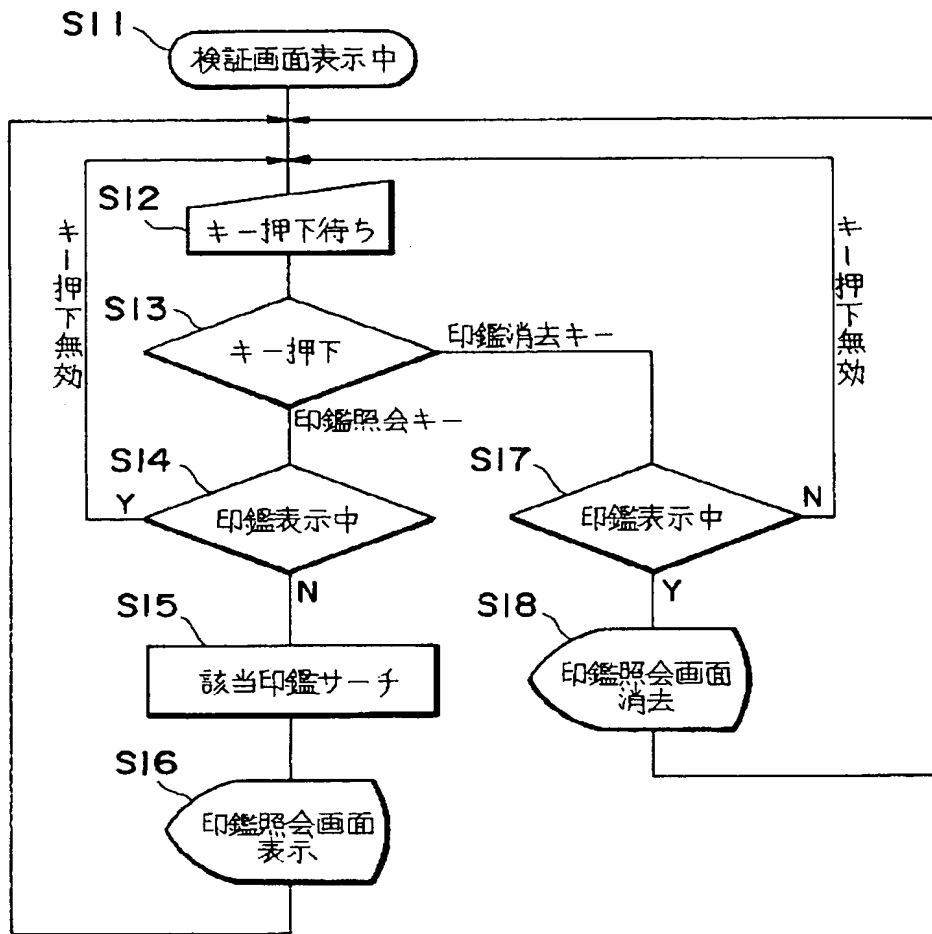 S11
検証画面表示中
S12
キー押下待ち
キー押下無効
キー押下無効
S13
キー押下
印鑑消去キー
印鑑照会キー
S14
Y
印鑑表示中
N
S17
印鑑表示中
N
Y
S15
該当印鑑サーチ
S18
印鑑照会画面
消去
S16
印鑑照会画面
表示